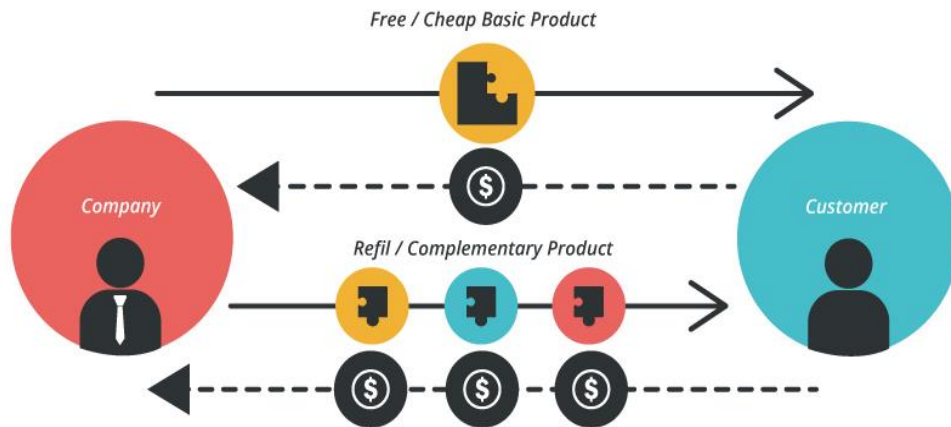 Free / Cheap Basic Product
$
Company
Customer
Refil / Complementary Product
$ $ $